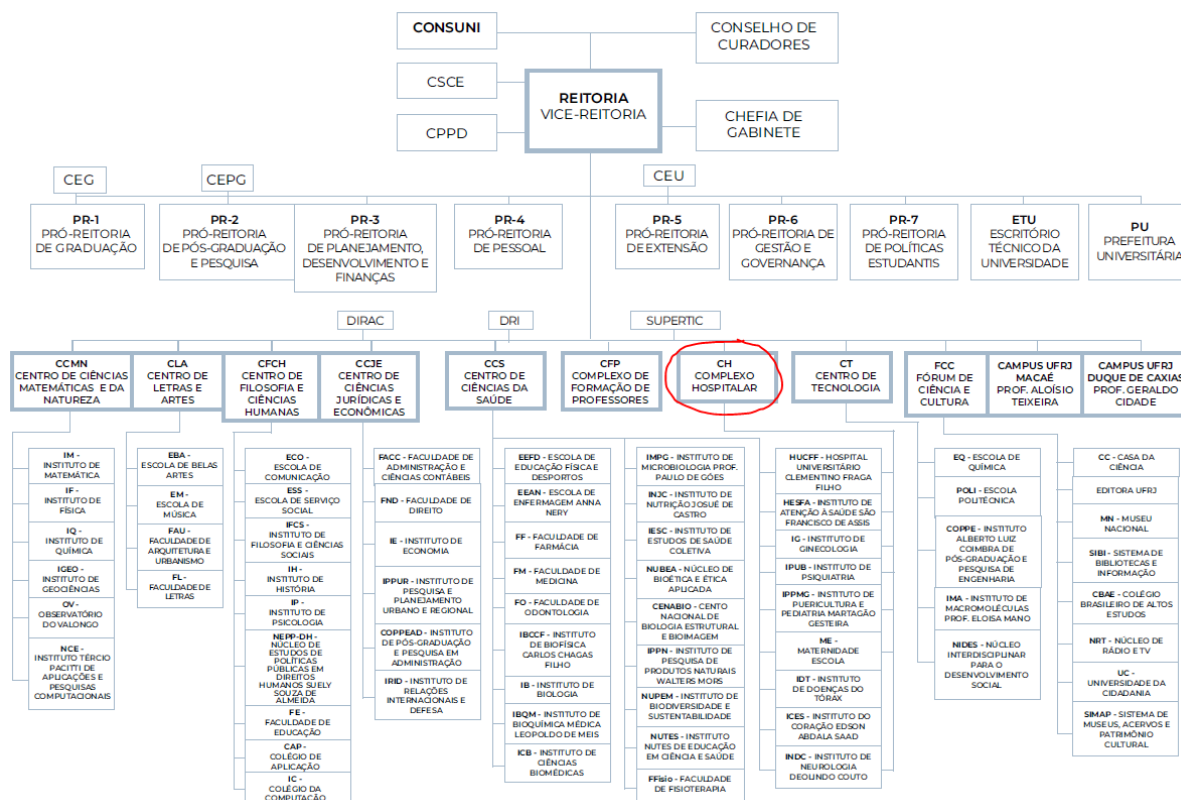 CONSUNI
CONSELHO DE
CURADORES
CSCE
REITORIA
VICE-REITORIA
CPPD
CHEFIA DE
GABINETE
CEG
CEPG
CEU
PR-1
PRÓ-REITORIA
DE GRADUAÇÃO
PR-2
PRÓ-REITORIA
DE PÓS-GRADUAÇÃO
E PESQUISA
PR-3
PRÓ-REITORIA
DE PLANEJAMENTO,
DESENVOLVIMENTO E
FINANÇAS
PR-4
PRÓ-REITORIA
DE PESSOAL
PR-5
PRÓ-REITORIA
DE EXTENSÃO
PR-6
PRÓ-REITORIA DE
GESTÃO E
GOVERNANÇA
PR-7
PRÓ-REITORIA
DE POLÍTICAS
ESTUDANTIS
ETU
ESCRITÓRIO
TÉCNICO DA
UNIVERSIDADE
PU
PREFEITURA
UNIVERSITÁRIA
DIRAC
DRI
SUPERTIC
CCMN
CENTRO DE CIÊNCIAS
MATEMÁTICAS E DA
NATUREZA
CLA
CENTRO DE
LETRAS E
ARTES
CFCH
CENTRO DE
FILOSOFIA E
CIÊNCIAS
HUMANAS
CCJE
CENTRO DE
CIÊNCIAS
JURÍDICAS E
ECONÔMICAS
CCS
CENTRO DE
CIÊNCIAS DA
SAÚDE
CFP
COMPLEXO DE
FORMAÇÃO DE
PROFESSORES
CH
COMPLEXO
HOSPITALAR
CT
CENTRO DE
TECNOLOGIA
FCC
FÓRUM DE
CIÊNCIA E
CULTURA
CAMPUS UFRJ
MACAÉ
PROF. ALOÍSIO
TEIXEIRA
CAMPUS UFRJ
DUQUE DE CAXIAS
PROF. GERALDO
CIDADE
IM -
INSTITUTO DE
MATEMÁTICA
IF -
INSTITUTO DE
FÍSICA
IQ -
INSTITUTO DE
QUÍMICA
IGEO -
INSTITUTO DE
GEOCIÊNCIAS
OV -
OBSERVATÓRIO
DO VALONGO
NCE -
INSTITUTO TÉRCIO
PACITTI DE
APLICAÇÕES E
PESQUISAS
COMPUTACIONAIS
EBA -
ESCOLA DE BELAS
ARTES
EM -
ESCOLA DE
MÚSICA
FAU -
FACULDADE DE
ARQUITETURA E
URBANISMO
FL -
FACULDADE DE
LETRAS
ECO -
ESCOLA DE
COMUNICAÇÃO
ESS -
ESCOLA DE SERVIÇO
SOCIAL
IFCS -
INSTITUTO DE
FILOSOFIA E CIÊNCIAS
SOCIAIS
IH -
INSTITUTO DE
HISTÓRIA
IP -
INSTITUTO DE
PSICOLOGIA
NEPP-DH -
NÚCLEO DE
ESTUDOS DE
POLÍTICAS
PÚBLICAS EM
DIREITOS
HUMANOS SUELY
SOUZA DE
ALMEIDA
FE -
FACULDADE DE
EDUCAÇÃO
CAP -
COLÉGIO DE
APLICAÇÃO
IC -
COLÉGIO DA
COMPUTAÇÃO
FACC - FACULDADE DE
ADMINISTRAÇÃO E
CIÊNCIAS CONTÁBEIS
FND - FACULDADE DE
DIREITO
IE - INSTITUTO DE
ECONOMIA
IPPUR - INSTITUTO DE
PESQUISA E
PLANEJAMENTO
URBANO E REGIONAL
COPPEAD - INSTITUTO
DE PÓS-GRADUAÇÃO
E PESQUISA EM
ADMINISTRAÇÃO
IRID - INSTITUTO DE
RELAÇÕES
INTERNACIONAIS E
DEFESA
EEFD - ESCOLA DE
EDUCAÇÃO FÍSICA E
DESPORTOS
EEAN - ESCOLA DE
ENFERMAGEM ANNA
NERY
FF - FACULDADE DE
FARMÁCIA
FM - FACULDADE DE
MEDICINA
FO - FACULDADE DE
ODONTOLOGIA
IBCCF - INSTITUTO
DE BIOFÍSICA
CARLOS CHAGAS
FILHO
IB - INSTITUTO DE
BIOLOGIA
IBQM - INSTITUTO DE
BIOQUÍMICA MÉDICA
LEOPOLDO DE MEIS
ICB - INSTITUTO DE
CIÊNCIAS
BIOMÉDICAS
IMPG - INSTITUTO DE
MICROBIOLOGIA PROF.
PAULO DE GÓES
INJC - INSTITUTO DE
NUTRIÇÃO JOSUÉ DE
CASTRO
IESC - INSTITUTO DE
ESTUDOS DE SAÚDE
COLETIVA
NUBEA - NÚCLEO DE
BIOÉTICA E ÉTICA
APLICADA
CENABIO - CENTO
NACIONAL DE
BIOLOGIA ESTRUTURAL
E BIOIMAGEM
IPPN - INSTITUTO DE
PESQUISA DE
PRODUTOS NATURAIS
WALTERS MORS
NUPEM - INSTITUTO DE
BIODIVERSIDADE E
SUSTENTABILIDADE
NUTES - INSTITUTO
NUTES DE EDUCAÇÃO
EM CIÊNCIA E SAÚDE
FFisio - FACULDADE
DE FISIOTERAPIA
HUCFF - HOSPITAL
UNIVERSITÁRIO
CLEMENTINO FRAGA
FILHO
HESFA - INSTITUTO DE
ATENÇÃO À SAÚDE SÃO
FRANCISCO DE ASSIS
IG - INSTITUTO DE
GINECOLOGIA
IPUB - INSTITUTO DE
PSIQUIATRIA
IPPMG - INSTITUTO DE
PUERICULTURA E
PEDIATRIA MARTAGÃO
GESTEIRA
ME -
MATERNIDADE
ESCOLA
IDT - INSTITUTO
DE DOENÇAS DO
TÓRAX
ICES - INSTITUTO DO
CORAÇÃO EDSON
ABDALA SAAD
INDC - INSTITUTO DE
NEUROLOGIA
DEOLINDO COUTO
EQ - ESCOLA DE
QUÍMICA
POLI - ESCOLA
POLITÉCNICA
COPPE - INSTITUTO
ALBERTO LUIZ
COIMBRA DE
PÓS-GRADUAÇÃO E
PESQUISA DE
ENGENHARIA
IMA - INSTITUTO DE
MACROMOLÉCULAS
PROF. ELOISA MANO
NIDES - NÚCLEO
INTERDISCIPLINAR
PARA O
DESENVOLVIMENTO
SOCIAL
CC - CASA DA
CIÊNCIA
EDITORA UFRJ
MN - MUSEU
NACIONAL
SIBI - SISTEMA DE
BIBLIOTECAS E
INFORMAÇÃO
CBAE - COLÉGIO
BRASILEIRO DE ALTOS
ESTUDOS
NRT - NÚCLEO DE
RÁDIO E TV
UC -
UNIVERSIDADE DA
CIDADANIA
SIMAP - SISTEMA DE
MUSEUS, ACERVOS E
PATRIMÔNIO
CULTURAL